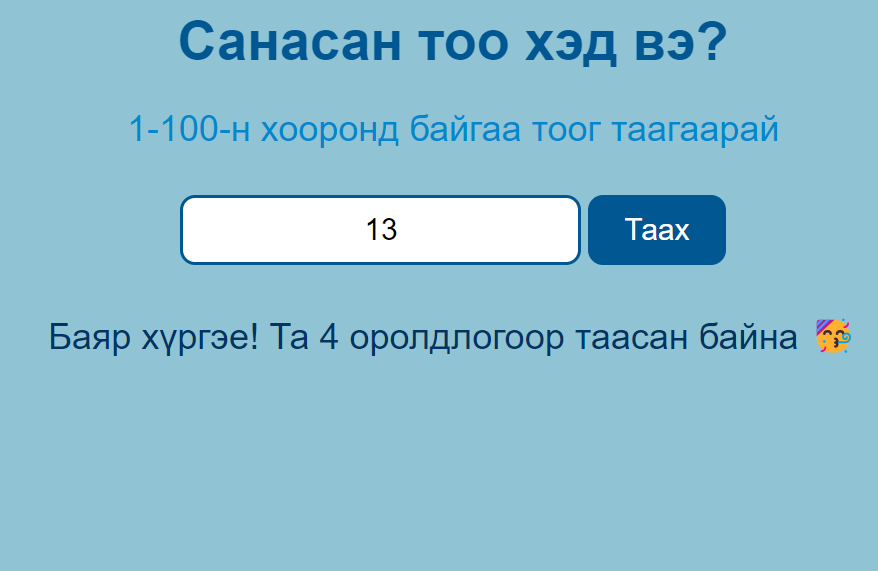 Санасан тоо хэд вэ?
1-100-н хооронд байгаа тоог таагаарай
13 Таах
Баяр хүргэе! Та 4 оролдлогоор таасан байна 🥳